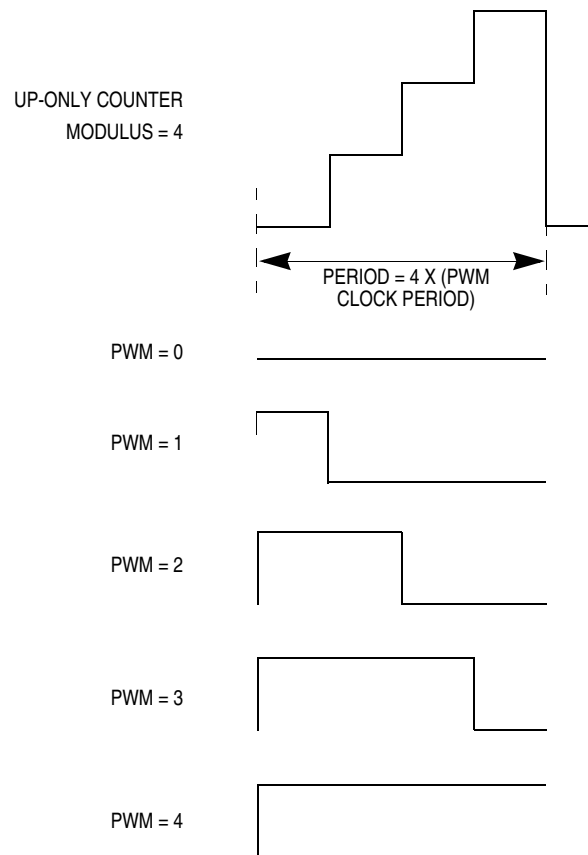 UP-ONLY COUNTER
MODULUS = 4
PERIOD = 4 X (PWM
CLOCK PERIOD)
PWM = 0
PWM = 1
PWM = 2
PWM = 3
PWM = 4